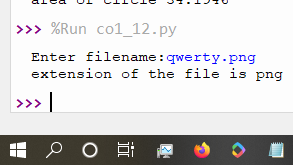 area of circle 34.1946
>>> %Run co1_12.py
Enter filename:qwerty.png
extension of the file is png
>>>